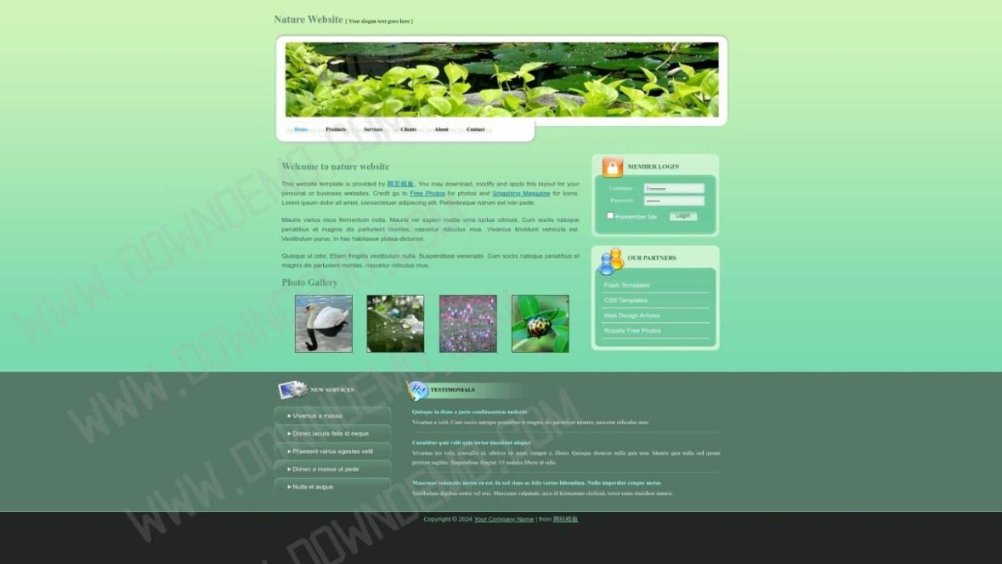 Nature Website [ Your slogan text goes here ]
Home Products Services Clients About Contact
Welcome to nature website
This website template is provided by 网页模板. You may download, modify and apply this layout for your
personal or business websites. Credit go to Free Photos for photos and Smashing Magazine for icons.
Lorem ipsum dolor sit amet, consectetuer adipiscing elit. Pellentesque rutrum est nec pede.
Mauris varius risus fermentum nulla. Mauris vel sapien mattis urna luctus ultrices. Cum sociis natoque
penatibus et magnis dis parturient montes, nascetur ridiculus mus. Vivamus tincidunt vehicula est.
Vestibulum purus. In hac habitasse platea dictumst.
Quisque ut odio. Etiam fringilla vestibulum nulla. Suspendisse venenatis. Cum sociis natoque penatibus et
magnis dis parturient montes, nascetur ridiculus mus.
Photo Gallery
MEMBER LOGIN
Username Username
Password
Remember Me Login
OUR PARTNERS
Flash Templates
CSS Templates
Web Design Articles
Royalty Free Photos
NEW SERVICES
Vivamus a massa
Donec iaculis felis id neque
Praesent varius egestas velit
Donec a massa ut pede
Nulla et augue
TESTIMONIALS
Quisque in diam a justo condimentum molestie
Vivamus a velit. Cum sociis natoque penatibus et magnis dis parturient montes, nascetur ridiculus mus.
Curabitur quis velit quis tortor tincidunt aliquet
Vivamus leo velit, convallis id, ultrices sit amet, tempor a, libero. Quisque rhoncus nulla quis sem. Mauris quis nulla sed ipsum
pretium sagittis. Suspendisse feugiat. Ut sodales libero ut odio.
Maecenas venenatis metus eu est. In sed risus ac felis varius bibendum. Nulla imperdiet congue metus
Vestibulum dapibus tortor vel orci. Maecenas vulputate, arcu id fermentum eleifend, tortor enim tincidunt mauris.
Copyright © 2024 Your Company Name | from 网站模板
WWW.DOWNDEMO.COM
WWW.DOWNDEMO.COM
WWW.DOWNDEMO.COM
WWW.DOWNDEMO.COM